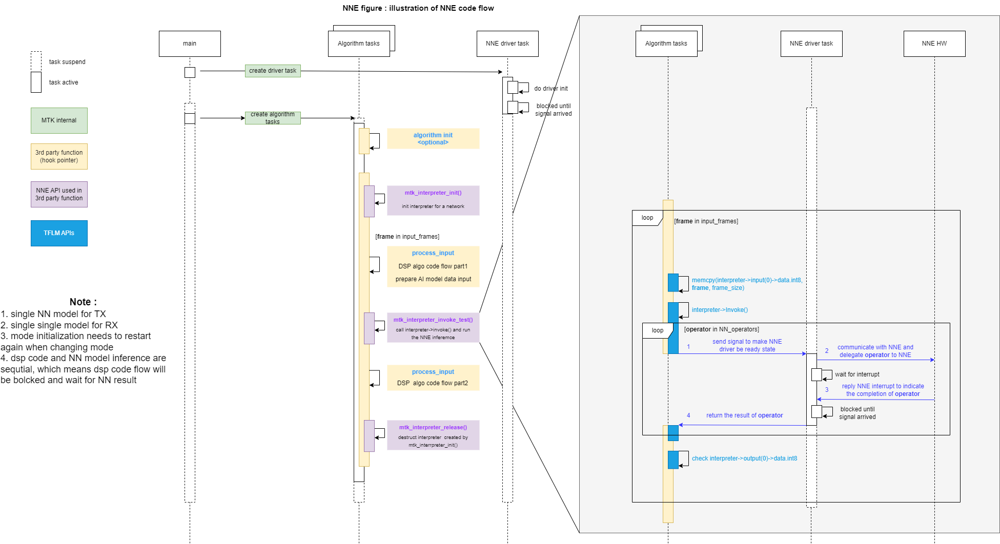 NNE figure : illustration of NNE code flow
main
Algorithm tasks
NNE driver task
task suspend
task active
MTK internal
3rd party function
(hook pointer)
NNE API used in
3rd party function
TFLM APIs
Note :
1. single NN model for TX
2. single single model for RX
3. mode initialization needs to restart
again when changing mode
4. dsp code and NN model inference are
sequtial, which means dsp code flow will
be bolcked and wait for NN result
create driver task
do driver init
blocked until
signal arrived
create algorithm
tasks
algorithm init
<optional>
mtk_interpreter_init()
init interpreter for a network
[frame in input_frames]
process_input
DSP algo code flow part1
prepare AI model data input
mtk_interpreter_invoke_test()
call interpreter->invoke() and run
the NNE inferemce
process_input
DSP  algo code flow part2
mtk_interpreter_release()
destruct interpreter  created by
mtk_interrpreter_init()
Algorithm tasks
NNE driver task
NNE HW
loop
[frame in input_frames]
memcpy(interpreter->input(0)->data.int8,
frame, frame_size)
interpreter->Invoke()
loop
[operator in NN_operators]
1
send signal to make NNE
driver be ready state
2
communicate with NNE and
delegate operator to NNE
wait for interrupt
3
reply NNE interrupt to indicate
the completion of operator
blocked until
signal arrived
4
return the result of operator
check interpreter->output(0)->data.int8